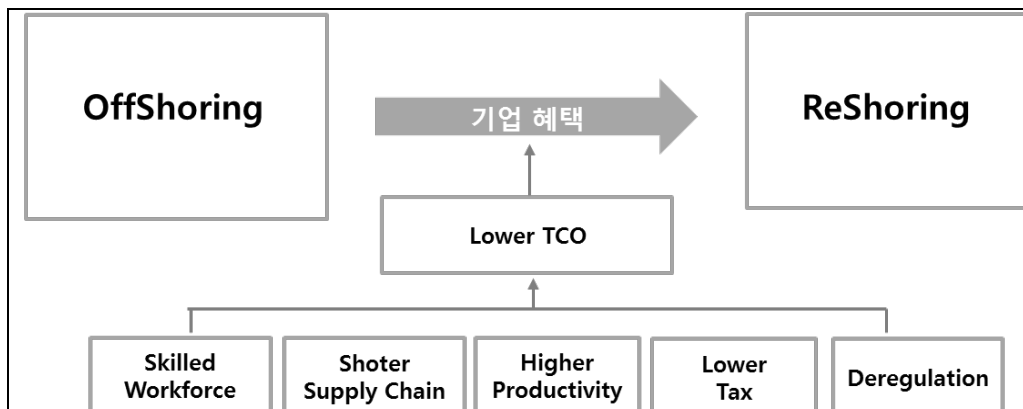 OffShoring
기업 혜택
ReShoring
Lower TCO
Skilled
Workforce
Shoter
Supply Chain
Higher
Productivity
Lower
Tax
Deregulation